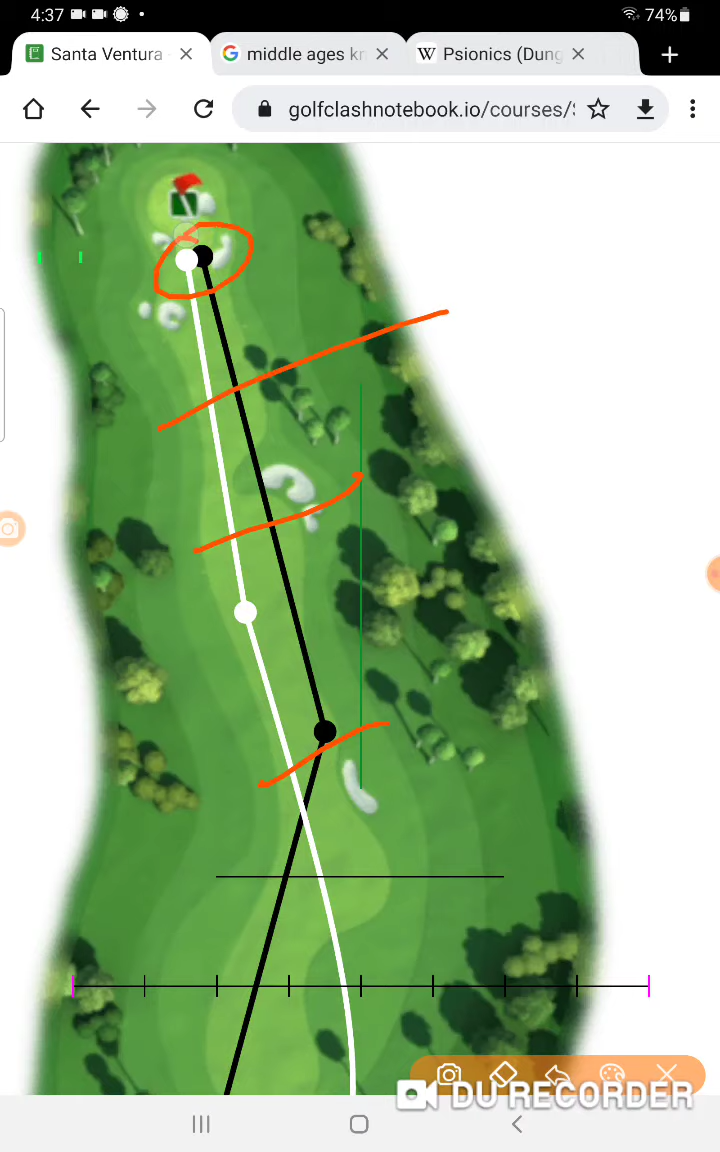 4:37 74%
Santa Ventura middle ages kn Psionics (Dung
golfclashnotebook.io/courses/S
DU RECORDER